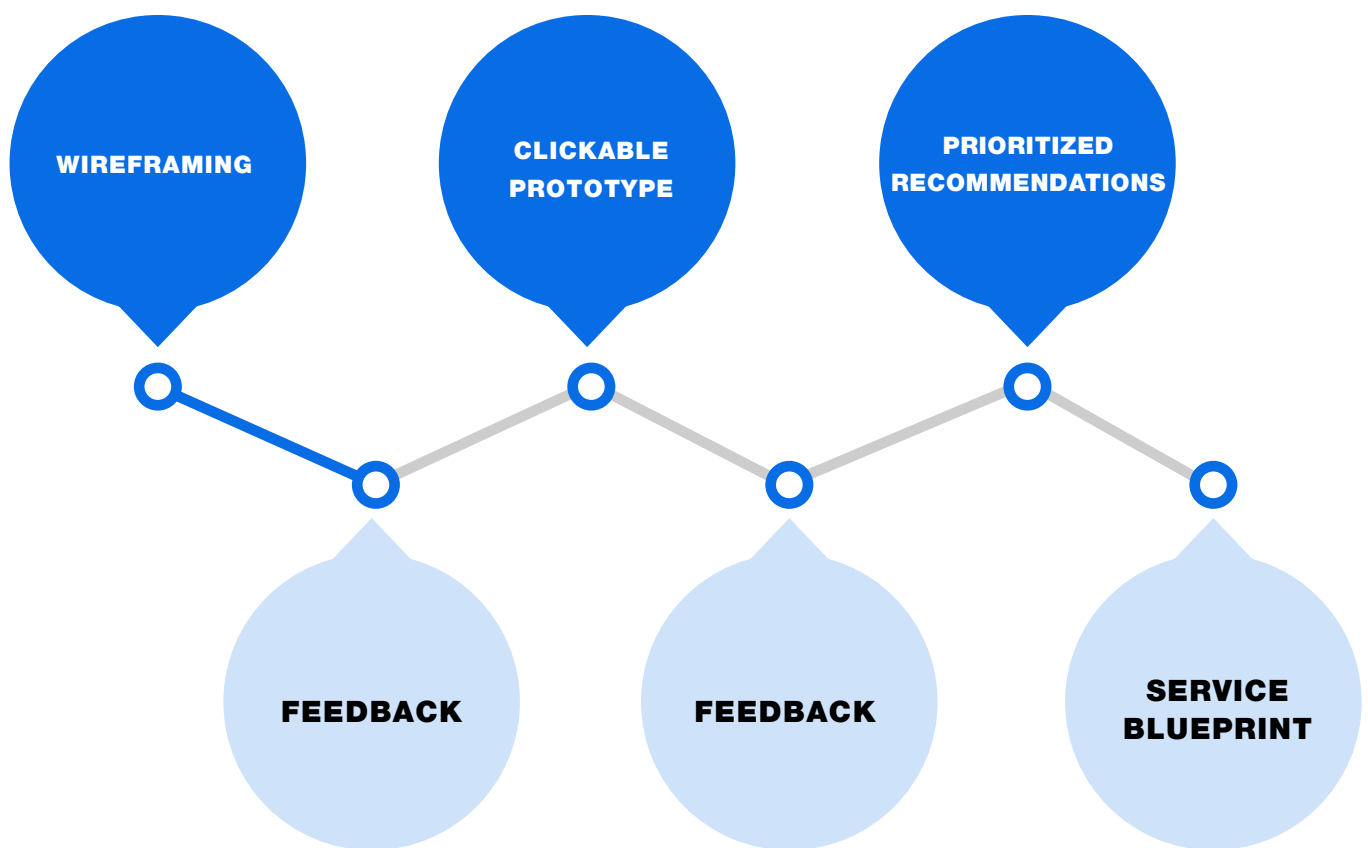 WIREFRAMING
CLICKABLE
PROTOTYPE
PRIORITIZED
RECOMMENDATIONS
FEEDBACK
FEEDBACK
SERVICE
BLUEPRINT